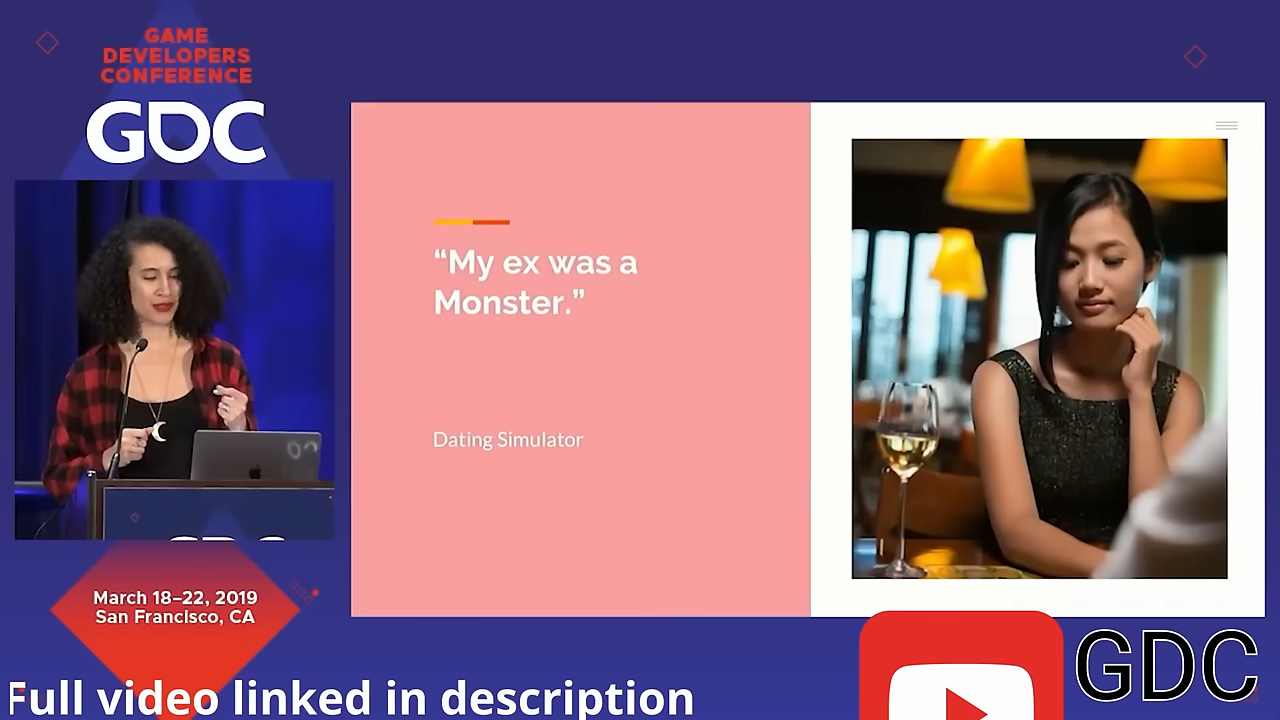 GAME
DEVELOPERS
CONFERENCE
GDC
“My ex was a
Monster.”
Dating Simulator
March 18–22, 2019
San Francisco, CA
Full video linked in description
GDC